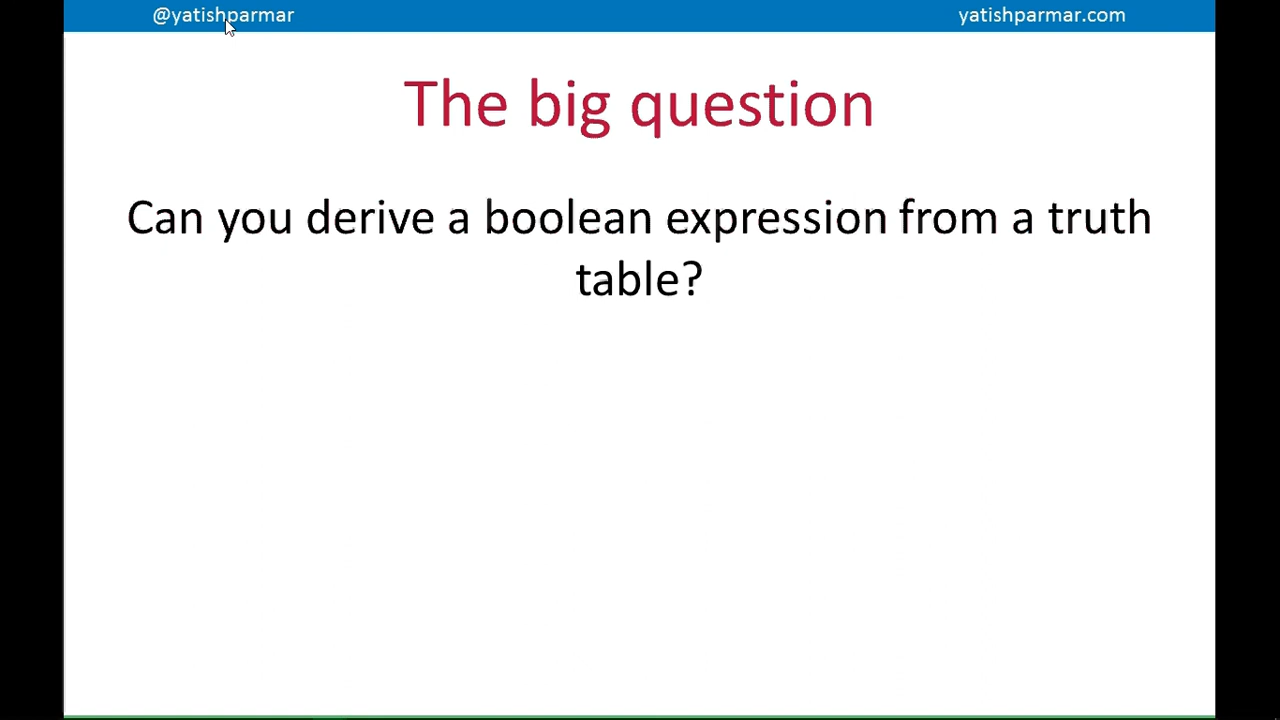 @yatishparmar
yatishparmar.com
The big question
Can you derive a boolean expression from a truth
table?